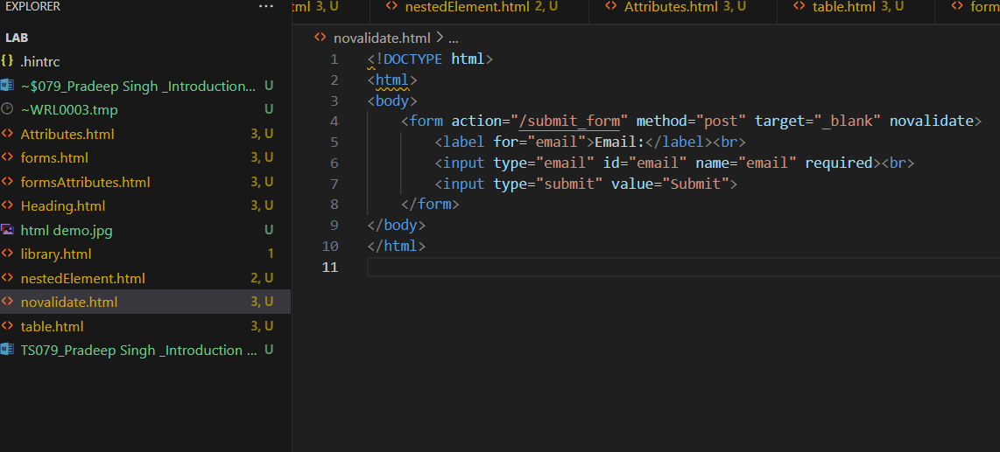 EXPLORER ...
LAB
{} .hintrc
~$079_Pradeep Singh _Introduction... U
~WRL0003.tmp U
Attributes.html 3, U
forms.html 3, U
formsAttributes.html 3, U
Heading.html 3, U
html demo.jpg U
library.html 1
nestedElement.html 2, U
novalidate.html 3, U
table.html 3, U
TS079_Pradeep Singh _Introduction ... U
tml 3, U nestedElement.html 2, U Attributes.html 3, U table.html 3, U form
novalidate.html > ...
1 <!DOCTYPE html>
2 <html>
3 <body>
4 <form action="/submit_form" method="post" target="_blank" novalidate>
5 <label for="email">Email:</label><br>
6 <input type="email" id="email" name="email" required><br>
7 <input type="submit" value="Submit">
8 </form>
9 </body>
10 </html>
11